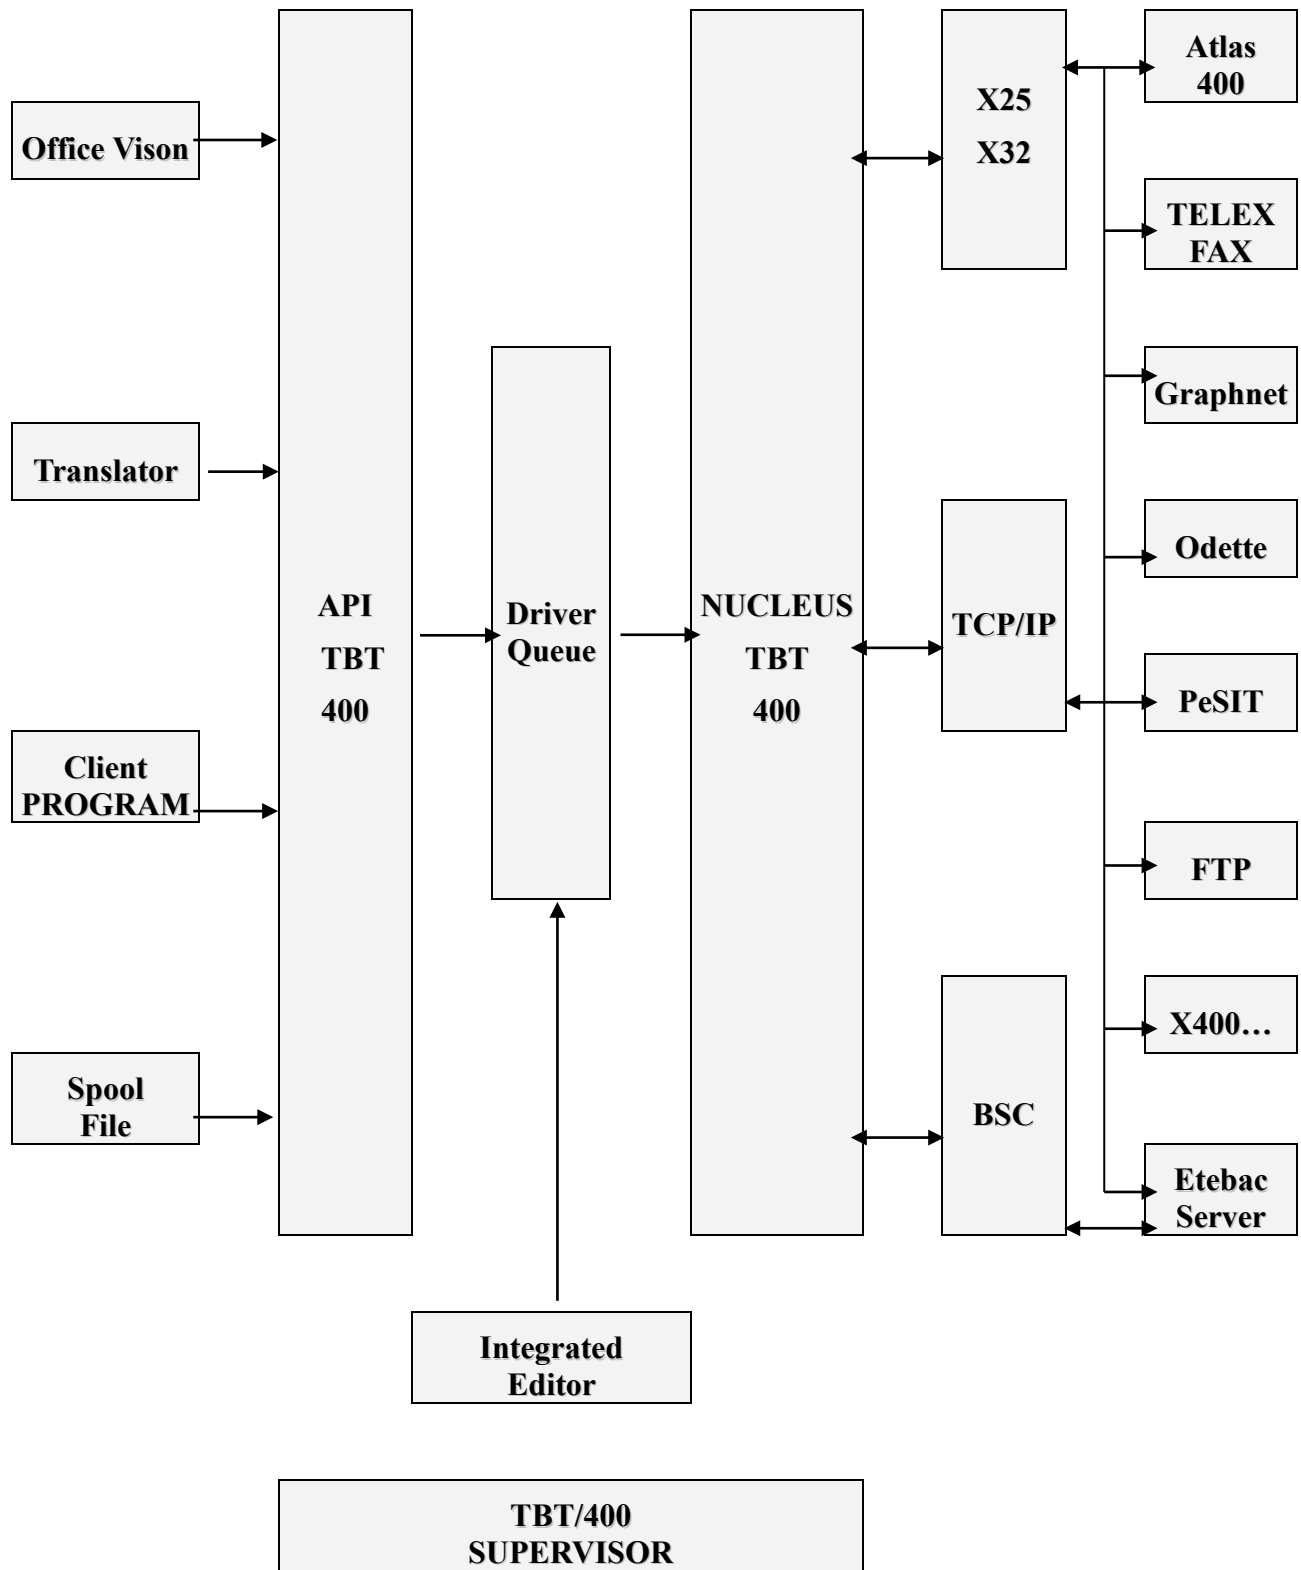 Office Vison
Translator
Client
PROGRAM
Spool
File
API
TBT
400
Driver
Queue
Integrated
Editor
NUCLEUS
TBT
400
X25
X32
TCP/IP
BSC
Atlas
400
TELEX
FAX
Graphnet
Odette
PeSIT
FTP
X400…
Etebac
Server
TBT/400
SUPERVISOR